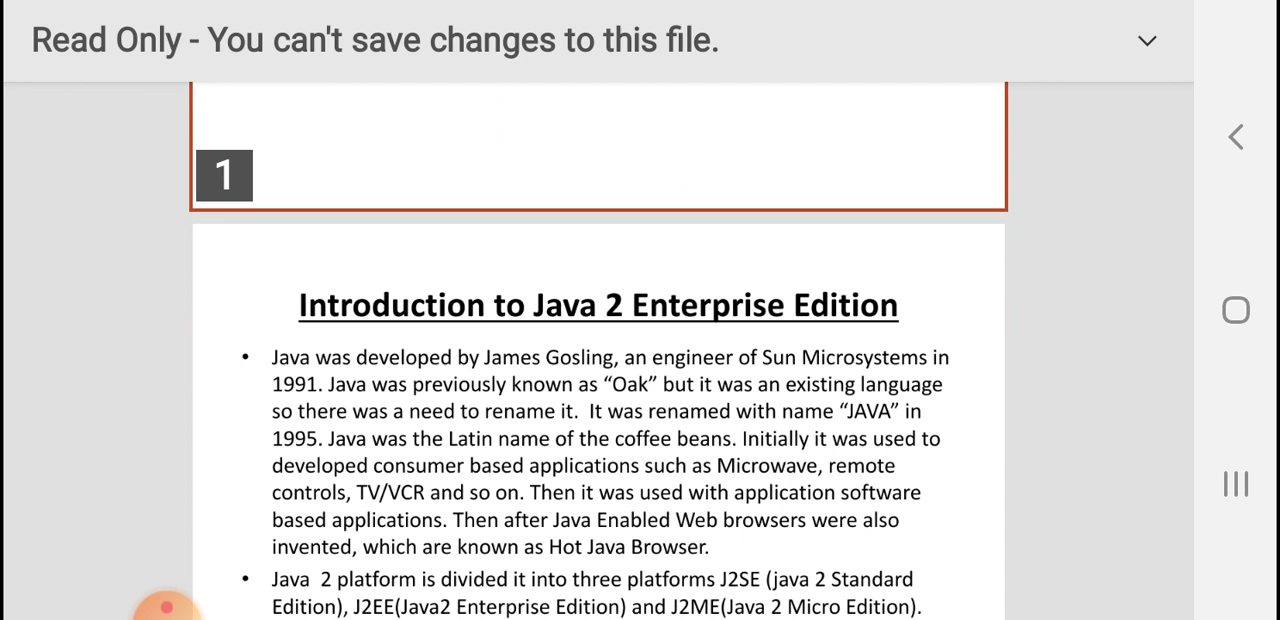 Read Only - You can't save changes to this file.
1
Introduction to Java 2 Enterprise Edition
• Java was developed by James Gosling, an engineer of Sun Microsystems in
1991. Java was previously known as “Oak” but it was an existing language
so there was a need to rename it.  It was renamed with name “JAVA” in
1995. Java was the Latin name of the coffee beans. Initially it was used to
developed consumer based applications such as Microwave, remote
controls, TV/VCR and so on. Then it was used with application software
based applications. Then after Java Enabled Web browsers were also
invented, which are known as Hot Java Browser.
• Java  2 platform is divided it into three platforms J2SE (java 2 Standard
Edition), J2EE(Java2 Enterprise Edition) and J2ME(Java 2 Micro Edition).